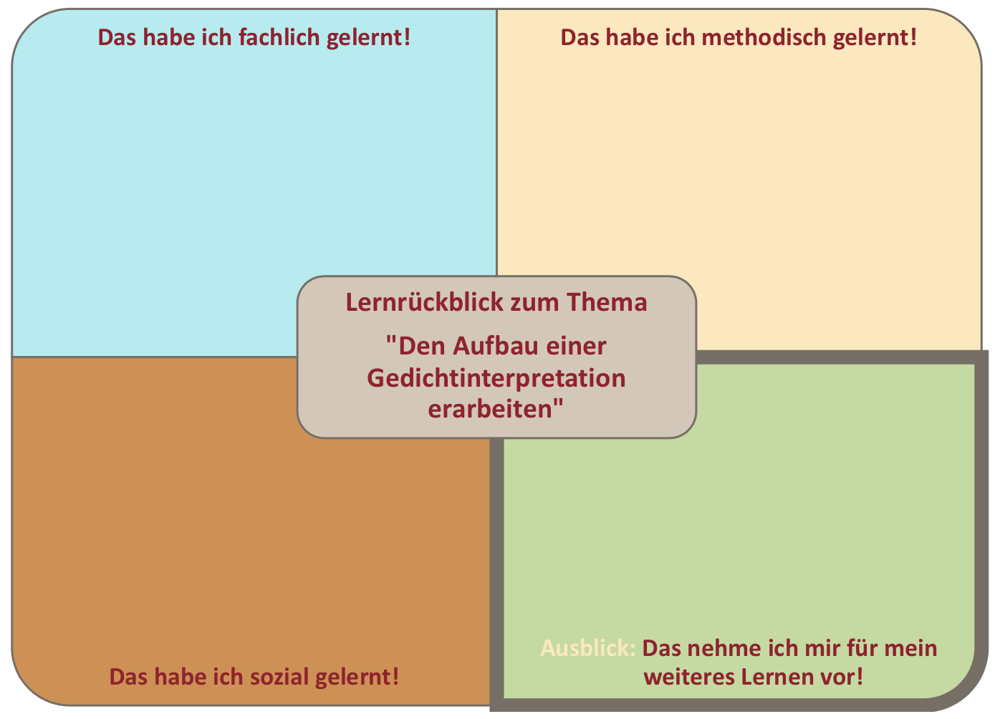 Das habe ich fachlich gelernt!
Das habe ich methodisch gelernt!
Lernrückblick zum Thema
"Den Aufbau einer
Gedichtinterpretation
erarbeiten"
Das habe ich sozial gelernt!
Ausblick: Das nehme ich mir für mein
weiteres Lernen vor!